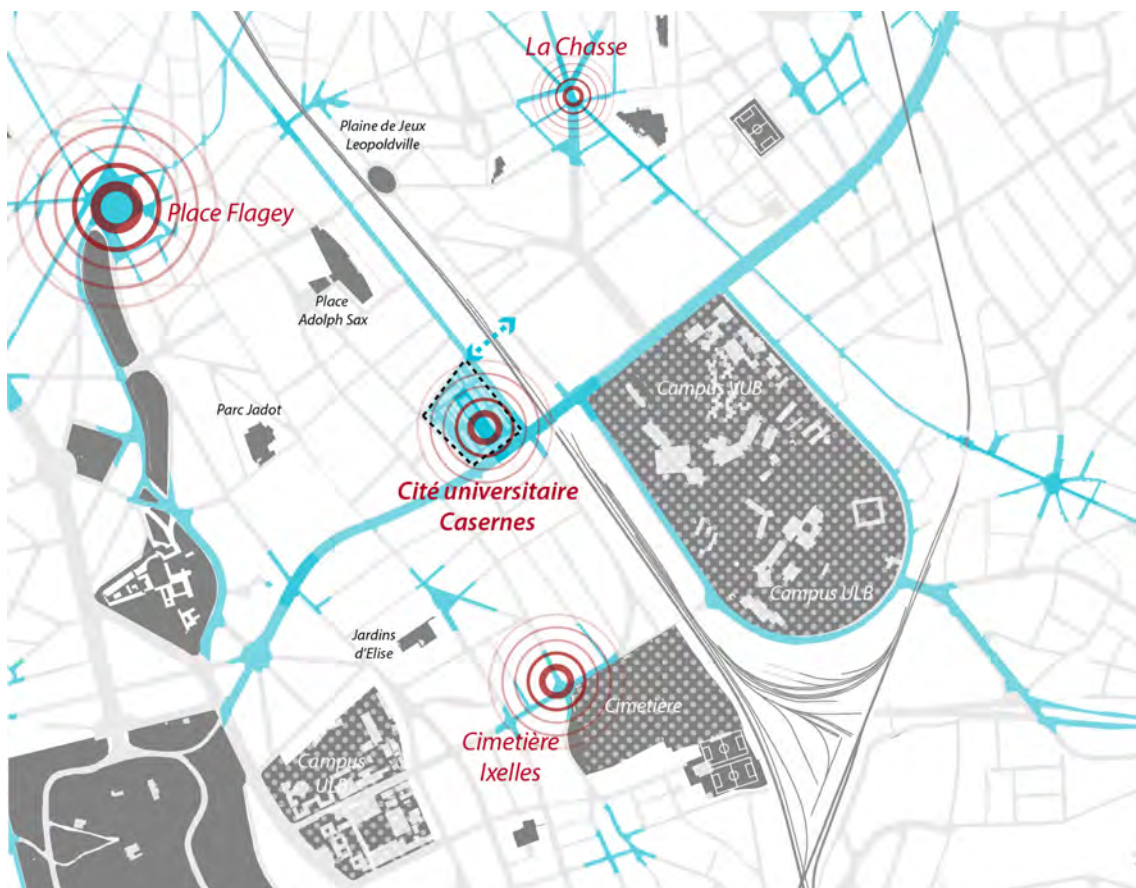 La Chasse
Plaine de Jeux
Leopoldville
Place Flagey
Place
Adolph Sax
Campus VUB
Parc Jadot
Cité universitaire
Casernes
Campus ULB
Jardins
d'Elise
Cimetière
Cimetière
Ixelles
Campus
ULB